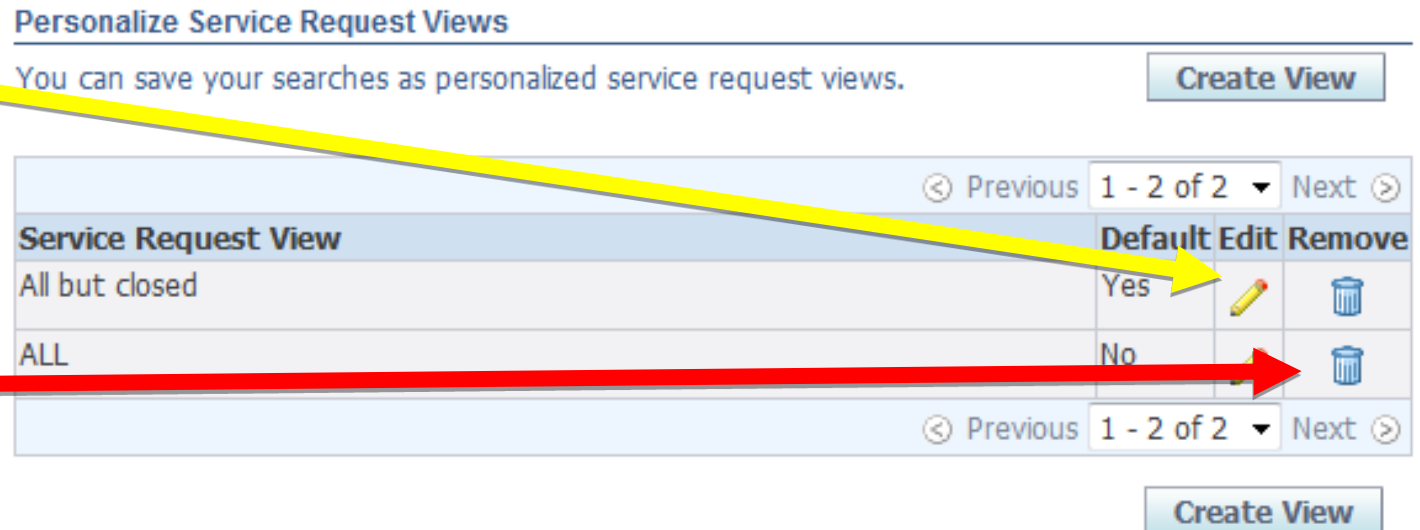 Personalize Service Request Views
You can save your searches as personalized service request views. Create View
Previous 1 - 2 of 2 Next
Service Request View Default Edit Remove
All but closed Yes
ALL No
Previous 1 - 2 of 2 Next
Create View